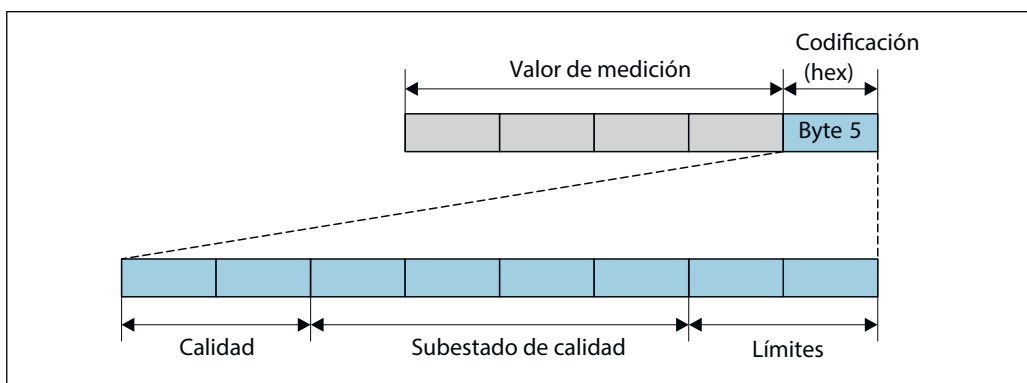 Codificación
Valor de medición (hex)
Byte 5
Calidad Subestado de calidad Límites